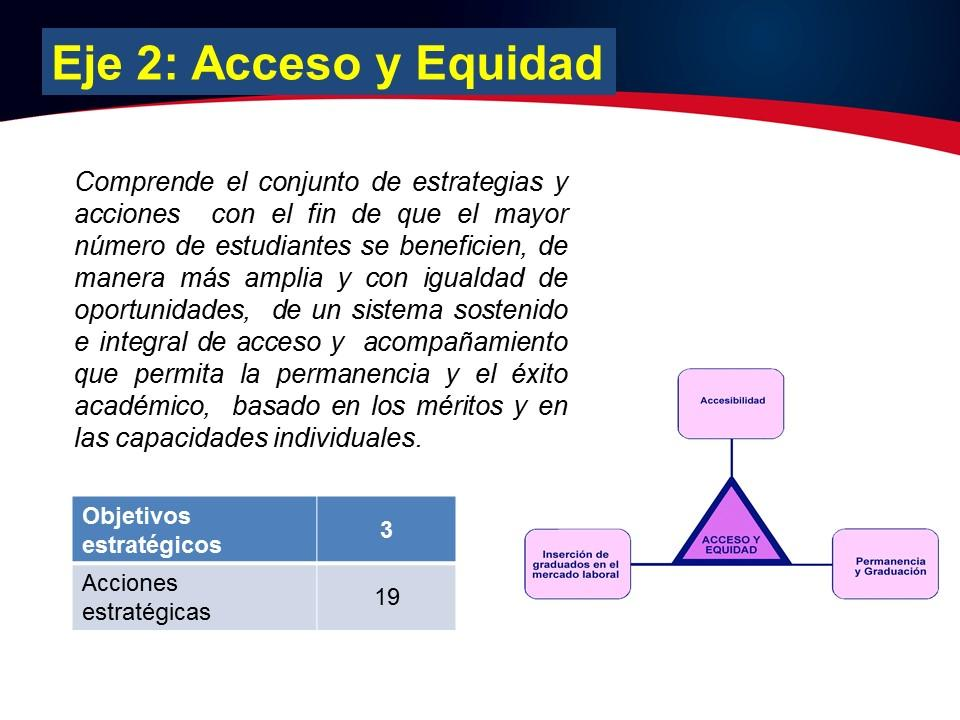 Eje 2: Acceso y Equidad
Comprende el conjunto de estrategias y
acciones con el fin de que el mayor
número de estudiantes se beneficien, de
manera más amplia y con igualdad de
oportunidades, de un sistema sostenido
e integral de acceso y acompañamiento
que permita la permanencia y el éxito
académico, basado en los méritos y en
las capacidades individuales.
Objetivos
estratégicos
3
Acciones
estratégicas
19
Accesibilidad
ACCESO Y
EQUIDAD
Inserción de
graduados en el
mercado laboral
Permanencia
y Graduación